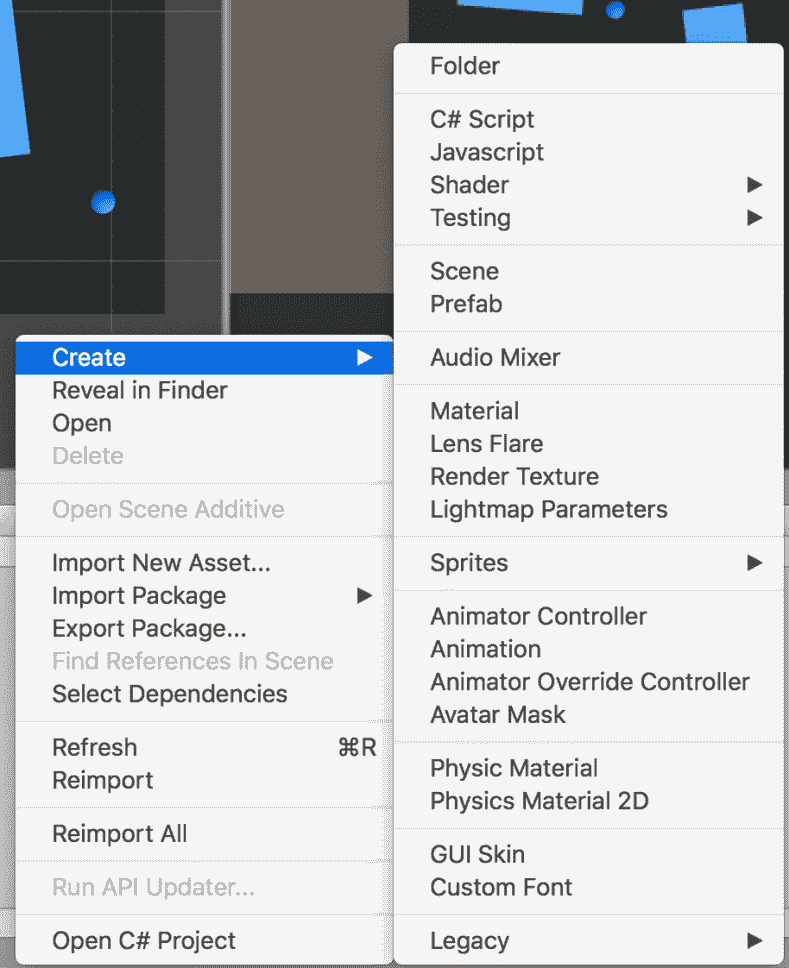 Folder
C# Script
Javascript
Shader
Testing
Scene
Prefab
Audio Mixer
Material
Lens Flare
Render Texture
Lightmap Parameters
Sprites
Animator Controller
Animation
Animator Override Controller
Avatar Mask
Physic Material
Physics Material 2D
GUI Skin
Custom Font
Legacy
Create
Reveal in Finder
Open
Delete
Open Scene Additive
Import New Asset...
Import Package
Export Package...
Find References In Scene
Select Dependencies
Refresh ⌘R
Reimport
Reimport All
Run API Updater...
Open C# Project